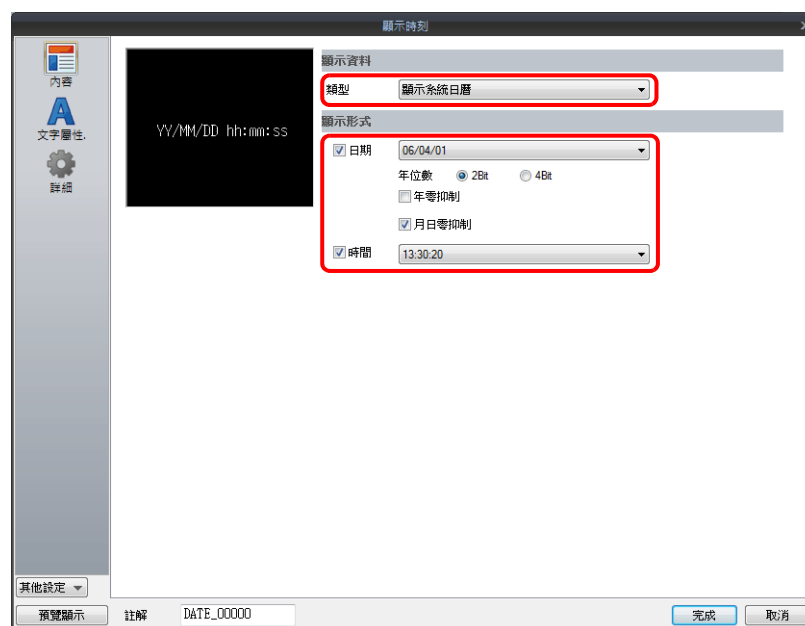 顯示時刻
內容
文字屬性.
詳細
YY/MM/DD hh:mm:ss
顯示資料
類型 顯示系統日曆
顯示形式
日期 06/04/01
年位數 2Bit 4Bit
年零抑制
月日零抑制
時間 13:30:20
其他設定
預覽顯示 註解 DATE_00000 完成 取消